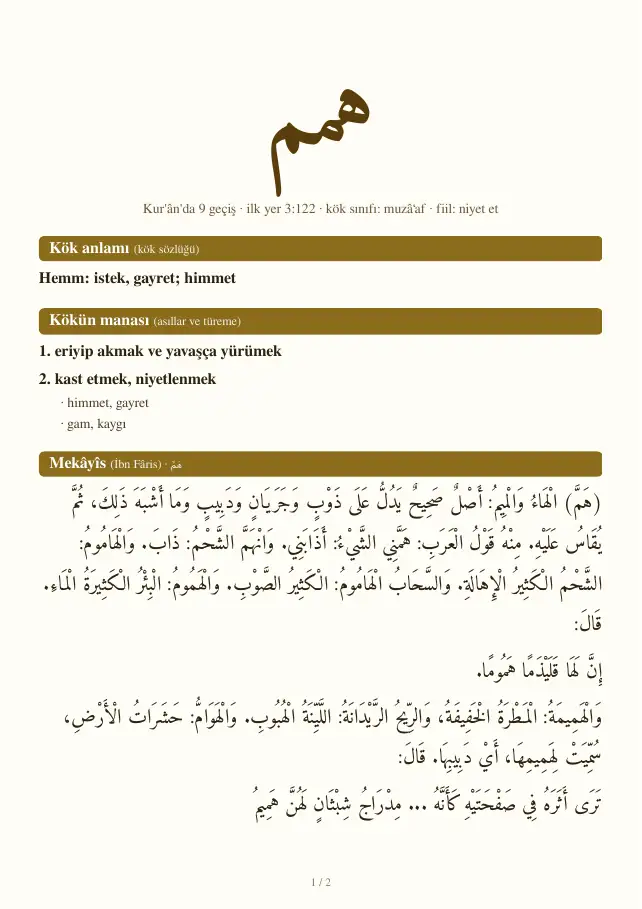 همم
Kur'ân'da 9 geçiş · ilk yer 3:122 · kök sınıfı: muzâ'af · fiil: niyet et
Kök anlamı (kök sözlüğü)
Hemm: istek, gayret; himmet
Kökün manası (asıllar ve türeme)
1. eriyip akmak ve yavaşça yürümek
2. kast etmek, niyetlenmek
· himmet, gayret
· gam, kaygı
Mekâyîs (İbn Fâris) · هَمَّ
(هَمَّ) الْهَاءُ وَالْمِيمُ: أَصْلٌ صَحِيحٌ يَدُلُّ عَلَى ذَوْبٍ وَجَرَيَانٍ وَدَبِيبٍ وَمَا أَشْبَهَ ذَلِكَ، ثُمَّ
يُقَاسُ عَلَيْهِ. مِنْهُ قَوْلُ الْعَرَبِ: هَمَّنِي الشَّيْءُ: أَذَابَنِي. وَانْهَمَّ الشَّحْمُ: ذَابَ. وَالْهَامُومُ:
الشَّحْمُ الْكَثِيرُ الْإِهَالَةِ. وَالسَّحَابُ الْهَامُومُ: الْكَثِيرُ الصَّوْبِ. وَالْهَمُومُ: الْبِئْرُ الْكَثِيرَةُ الْمَاءِ.
قَالَ:
إِنَّ لَهَا قَلَيْذَمًا هَمُومًا.
وَالْهَمِيمَةُ: الْمَطْرَةُ الْخَفِيفَةُ، وَالرِّيحُ الرَّيْدَانَةُ: اللَّيِّنَةُ الْهُبُوبِ. وَالْهَوَامُّ: حَشَرَاتُ الْأَرْضِ،
سُمِّيَتْ لِهَمِيمِهَا، أَيْ دَبِيبِهَا. قَالَ:
تَرَى أَثَرَهُ فِي صَفْحَتَيْهِ كَأَنَّهُ ... مِدْرَاجُ شِبْثَانٍ لَهُنَّ هَمِيمُ
1 / 2